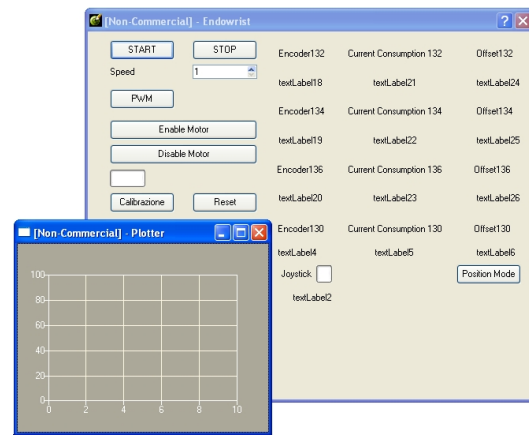 [Non-Commercial] - Endowrist
START STOP Encoder132 Current Consumption 132 Offset132
Speed 1
textLabel18 textLabel21 textLabel24
PWM Encoder134 Current Consumption 134 Offset134
Enable Motor
textLabel19 textLabel22 textLabel25
Disable Motor
Encoder136 Current Consumption 136 Offset136
Calibrazione Reset textLabel20 textLabel23 textLabel26
Encoder130 Current Consumption 130 Offset130
textLabel4 textLabel5 textLabel6
Joystick Position Mode
textLabel2
[Non-Commercial] - Plotter
100
80
60
40
20
0
0 2 4 6 8 10